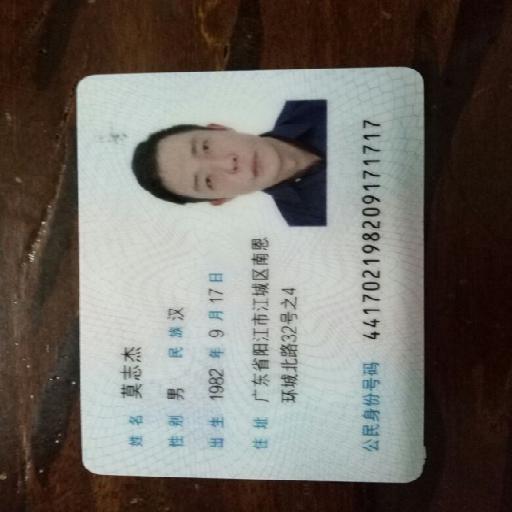 姓名 莫志杰
性别 男 民族 汉
出生 1982 年 9 月 17 日
住址 广东省阳江市江城区南恩
环城北路32号之4
公民身份号码 441702198209171717